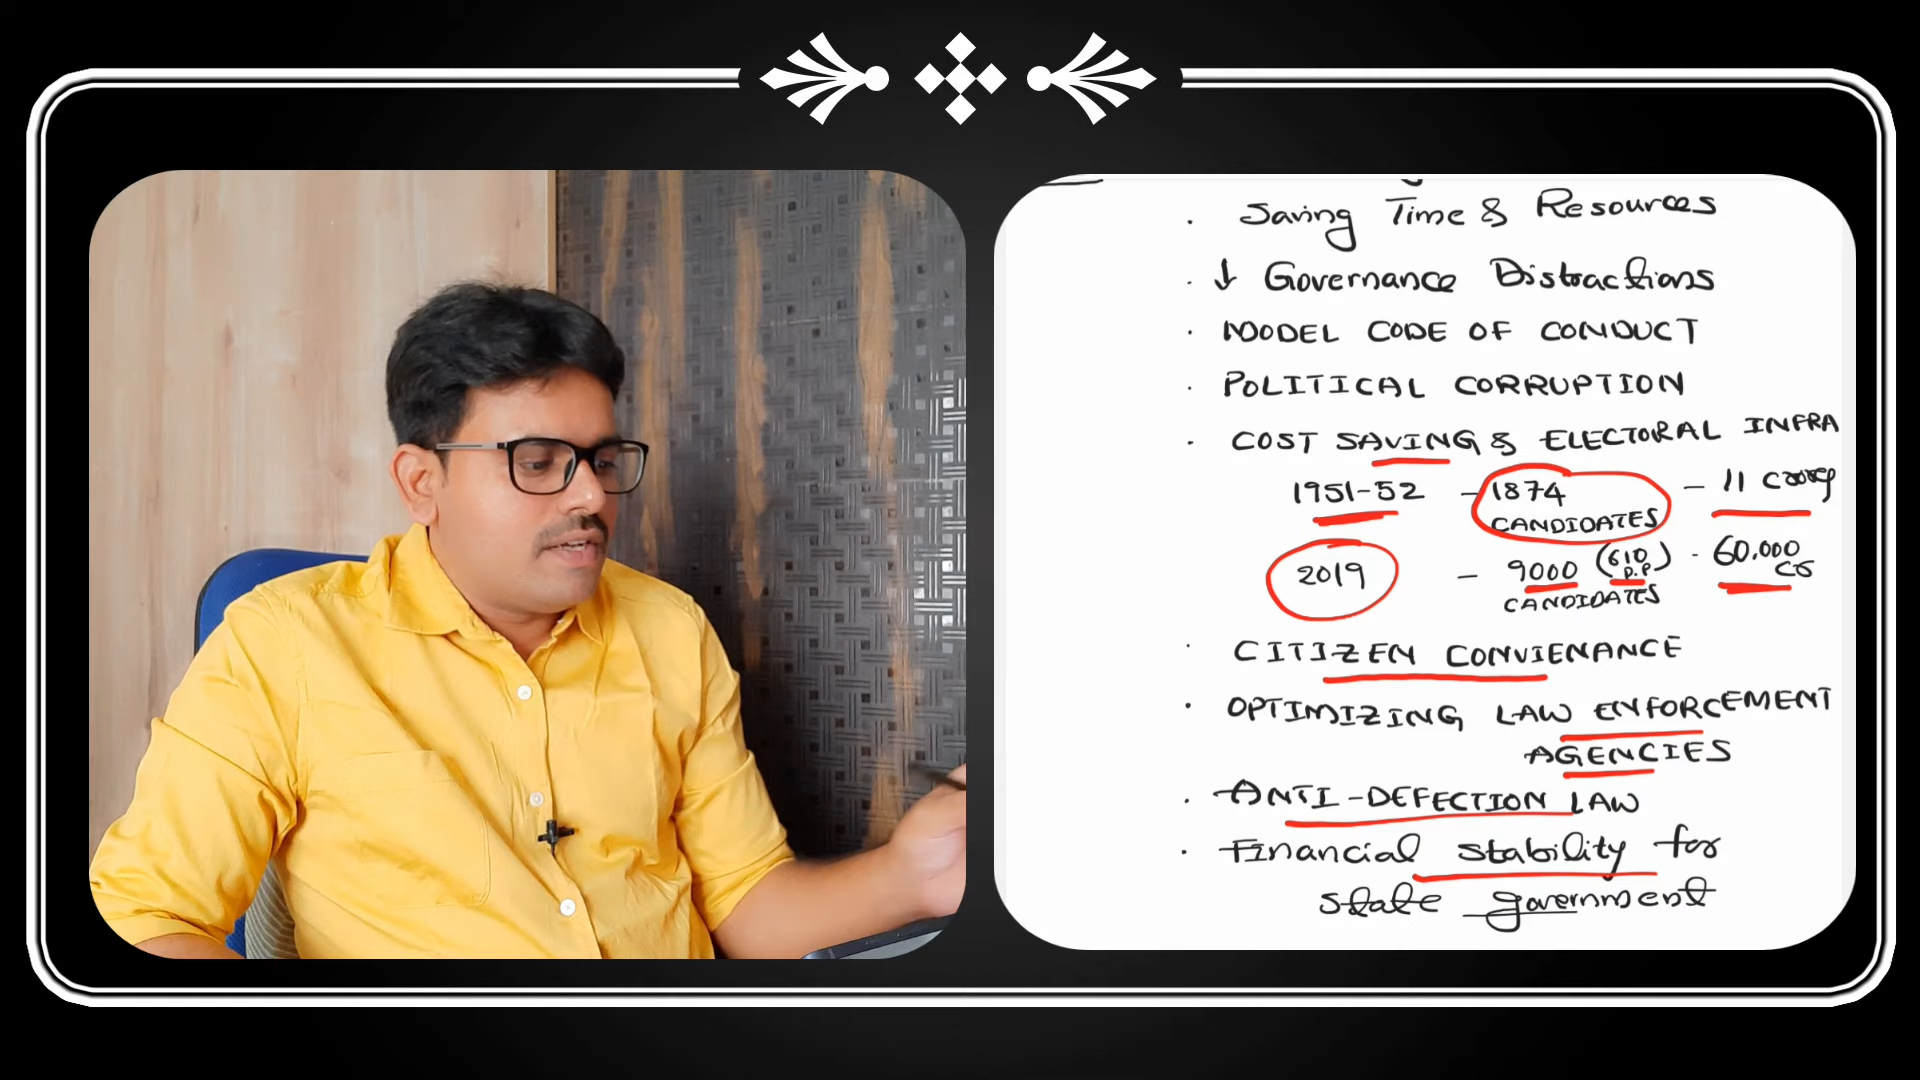 . Saving Time & Resources
. ↓ Governance Distractions
. MODEL CODE OF CONDUCT
. POLITICAL CORRUPTION
. COST SAVING & ELECTORAL INFRA
1951-52 - 1874 CANDIDATES - 11 crore
2019 - 9000 CANDIDATES (610 P.P) - 60,000 Cr
. CITIZEN CONVIENANCE
. OPTIMIZING LAW ENFORCEMENT
AGENCIES
. ANTI-DEFECTION LAW
. Financial stability for
state government